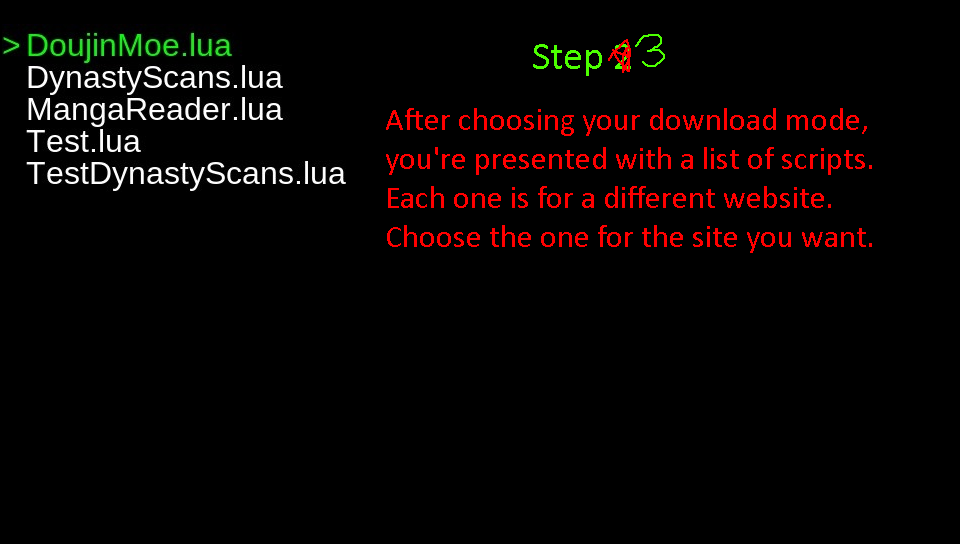 > DoujinMoe.lua
DynastyScans.lua
MangaReader.lua
Test.lua
TestDynastyScans.lua
Step 2 3
After choosing your download mode,
you're presented with a list of scripts.
Each one is for a different website.
Choose the one for the site you want.